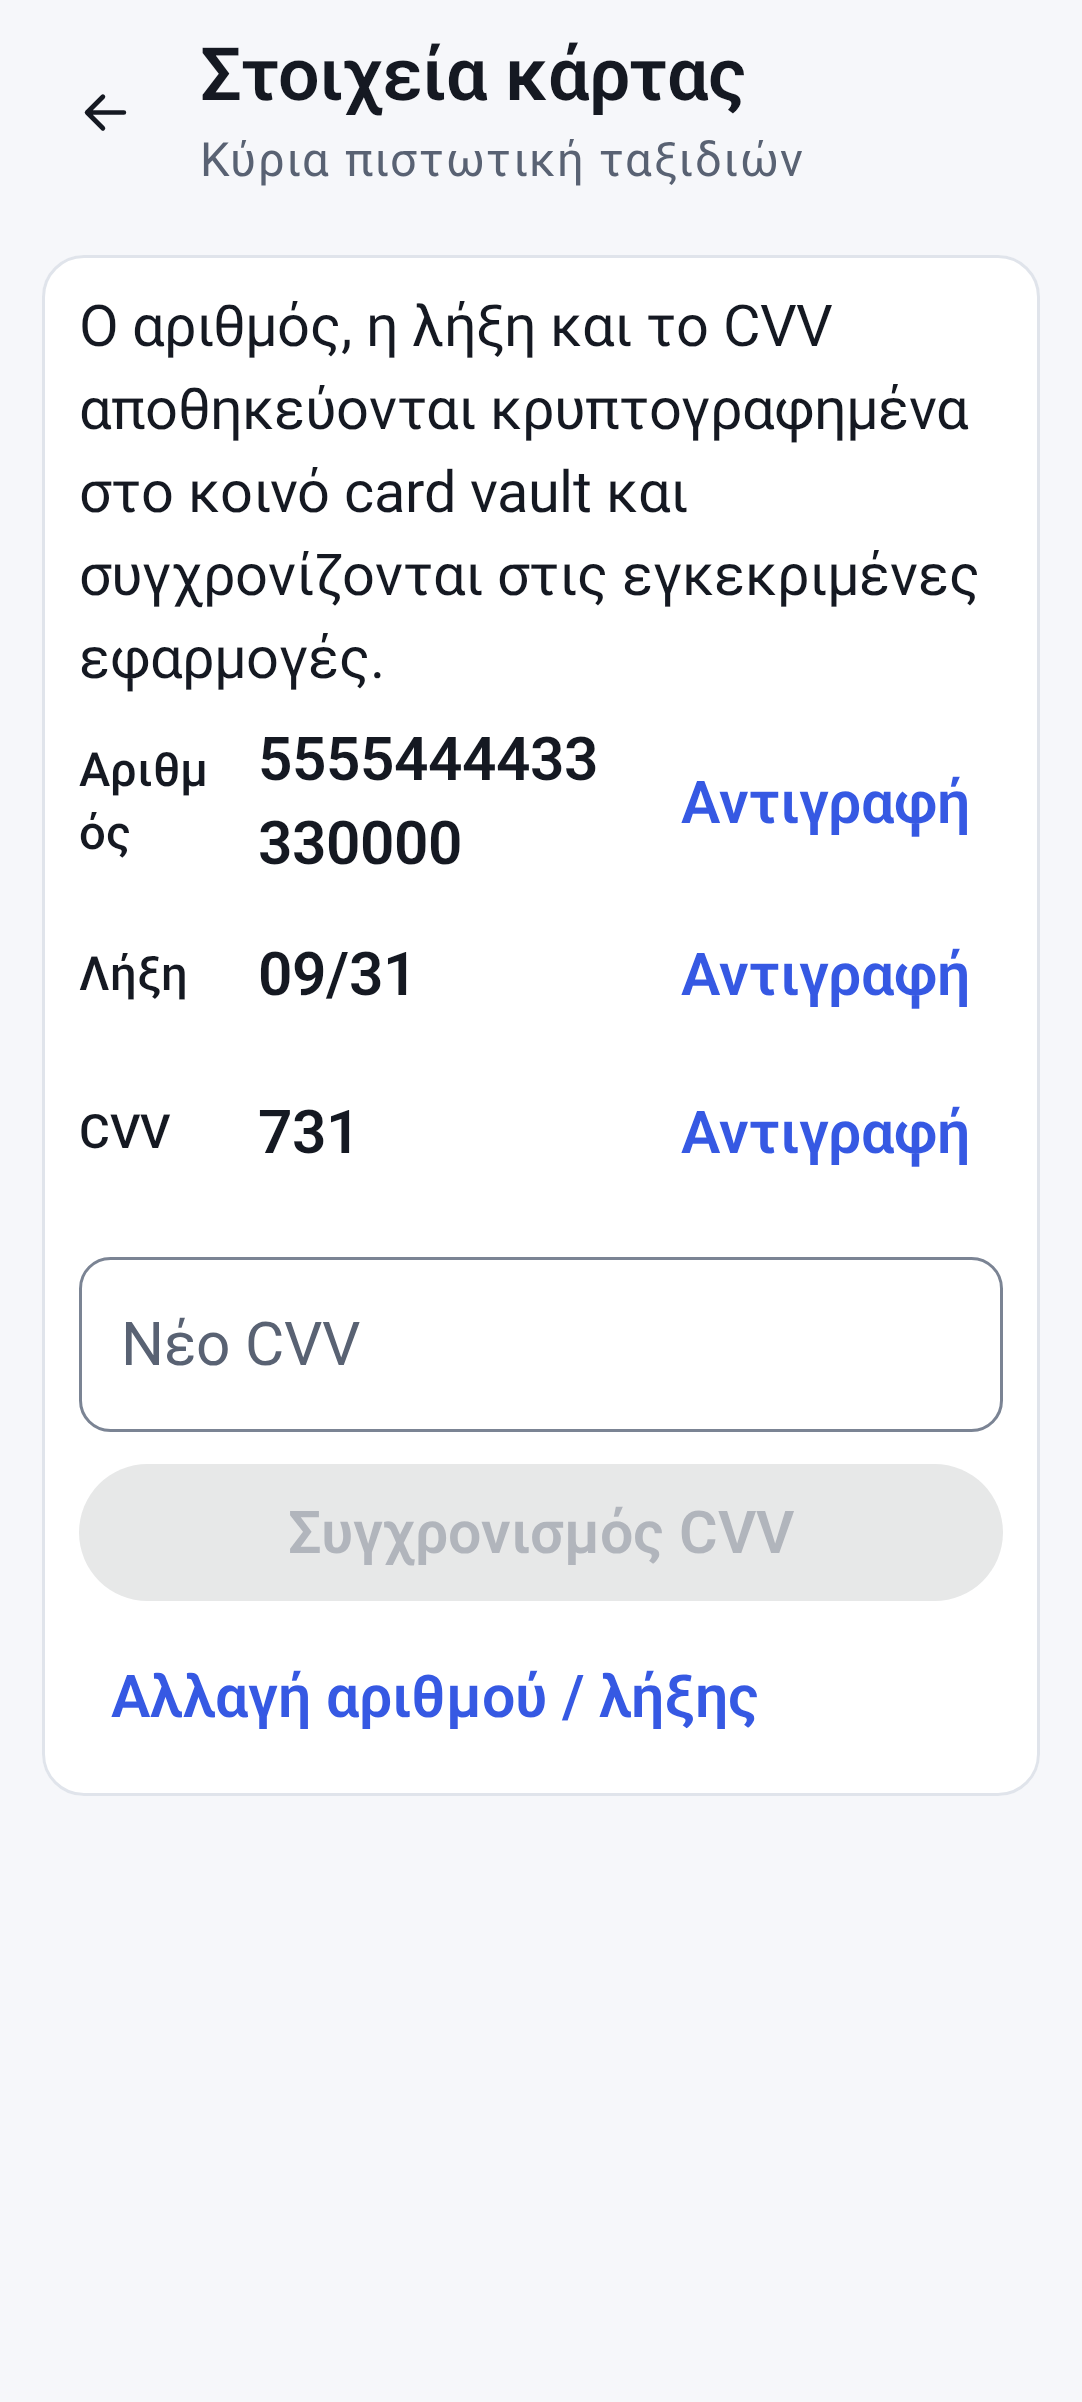 Στοιχεία κάρτας
Κύρια πιστωτική ταξιδιών
Ο αριθμός, η λήξη και το CVV
αποθηκεύονται κρυπτογραφημένα
στο κοινό card vault και
συγχρονίζονται στις εγκεκριμένες
εφαρμογές.
Αριθμ
ός
5555444433
330000
Αντιγραφή
Λήξη 09/31 Αντιγραφή
CVV 731 Αντιγραφή
Νέο CVV
Συγχρονισμός CVV
Αλλαγή αριθμού / λήξης